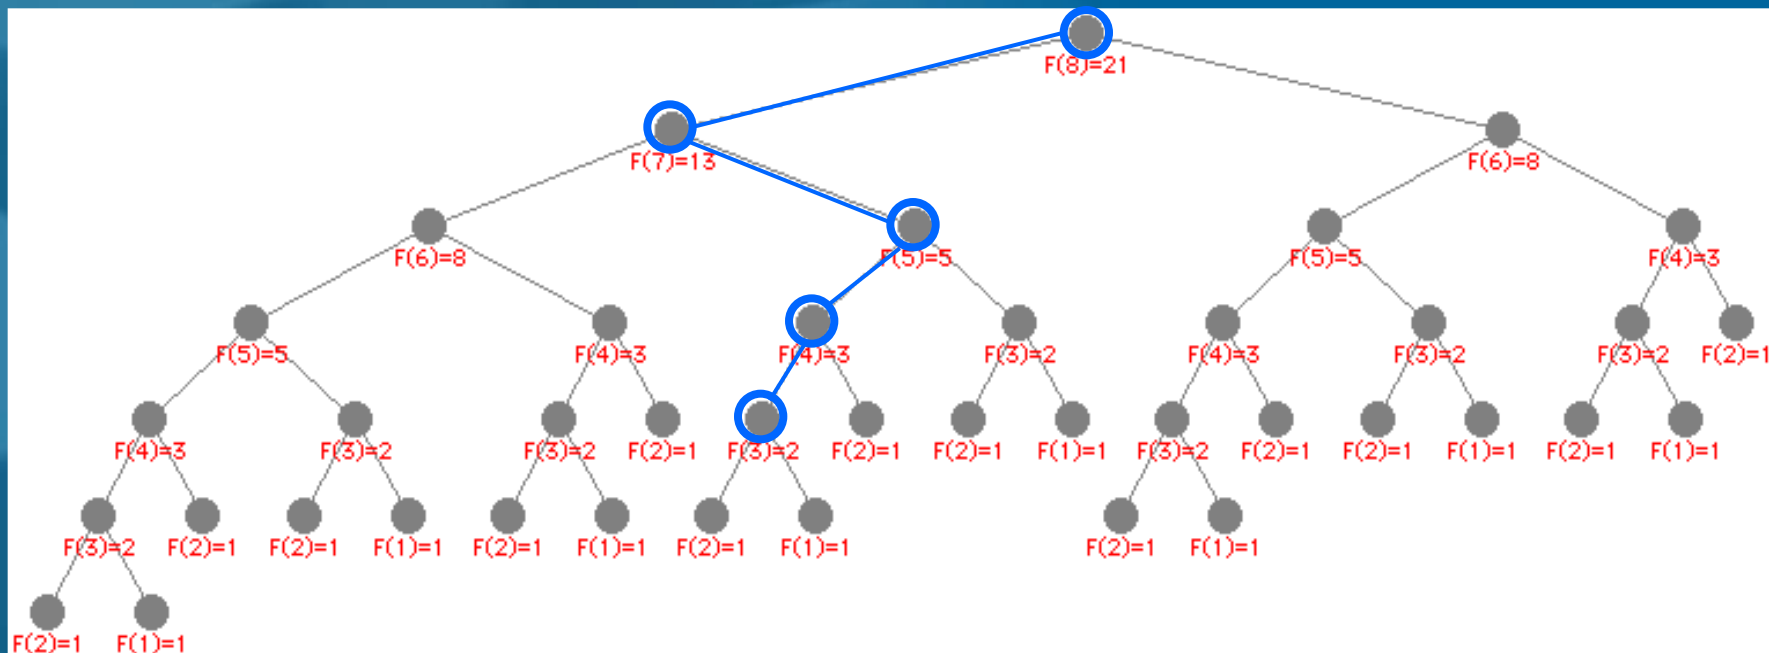 F(8)=21
F(7)=13 F(6)=8
F(6)=8 F(5)=5 F(5)=5 F(4)=3
F(5)=5 F(4)=3 F(4)=3 F(3)=2 F(4)=3 F(3)=2 F(3)=2 F(2)=1
F(4)=3 F(3)=2 F(3)=2 F(2)=1 F(3)=2 F(2)=1 F(2)=1 F(1)=1 F(3)=2 F(2)=1 F(2)=1 F(1)=1 F(2)=1 F(1)=1
F(3)=2 F(2)=1 F(2)=1 F(1)=1 F(2)=1 F(1)=1 F(2)=1 F(1)=1 F(2)=1 F(1)=1
F(2)=1 F(1)=1